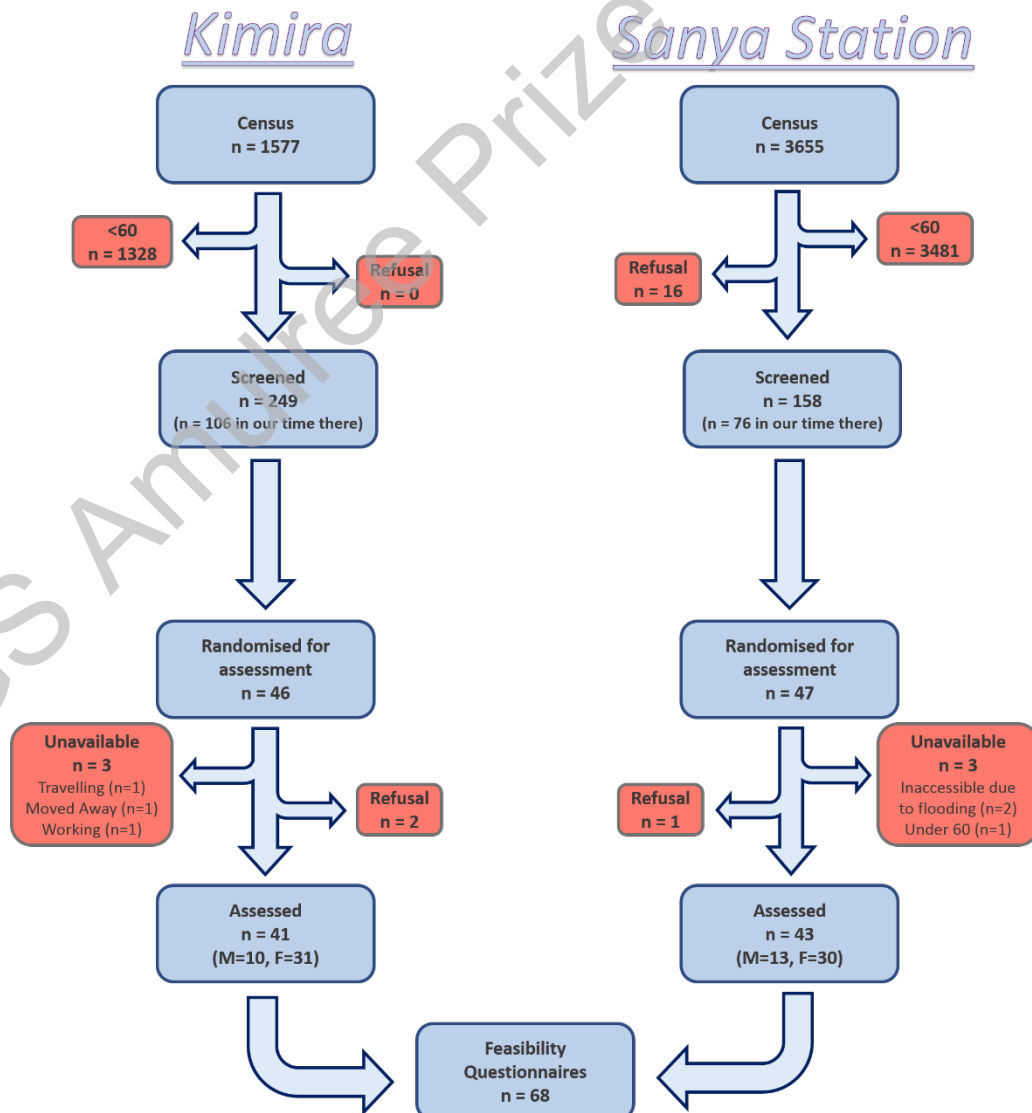 Kimira
Census
n = 1577
<60
n = 1328
Refusal
n = 0
Screened
n = 249
(n = 106 in our time there)
Randomised for
assessment
n = 46
Unavailable
n = 3
Travelling (n=1)
Moved Away (n=1)
Working (n=1)
Refusal
n = 2
Assessed
n = 41
(M=10, F=31)
Sanya Station
Census
n = 3655
<60
n = 3481
Refusal
n = 16
Screened
n = 158
(n = 76 in our time there)
Randomised for
assessment
n = 47
Unavailable
n = 3
Inaccessible due
to flooding (n=2)
Under 60 (n=1)
Refusal
n = 1
Assessed
n = 43
(M=13, F=30)
Feasibility
Questionnaires
n = 68
Amulree Prize